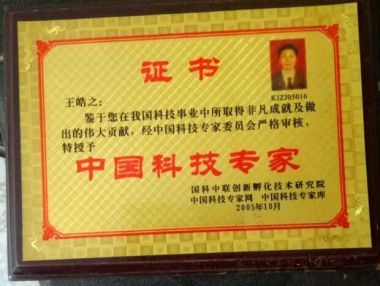 证书
KJZJ05016
王皓之:
鉴于您在我国科技事业中所取得非凡成就及做
出的伟大贡献,经中国科技专家委员会严格审核,
特授予
中国科技专家
国科中联创新孵化技术研究院
中国科技专家网 中国科技专家库
2005年10月